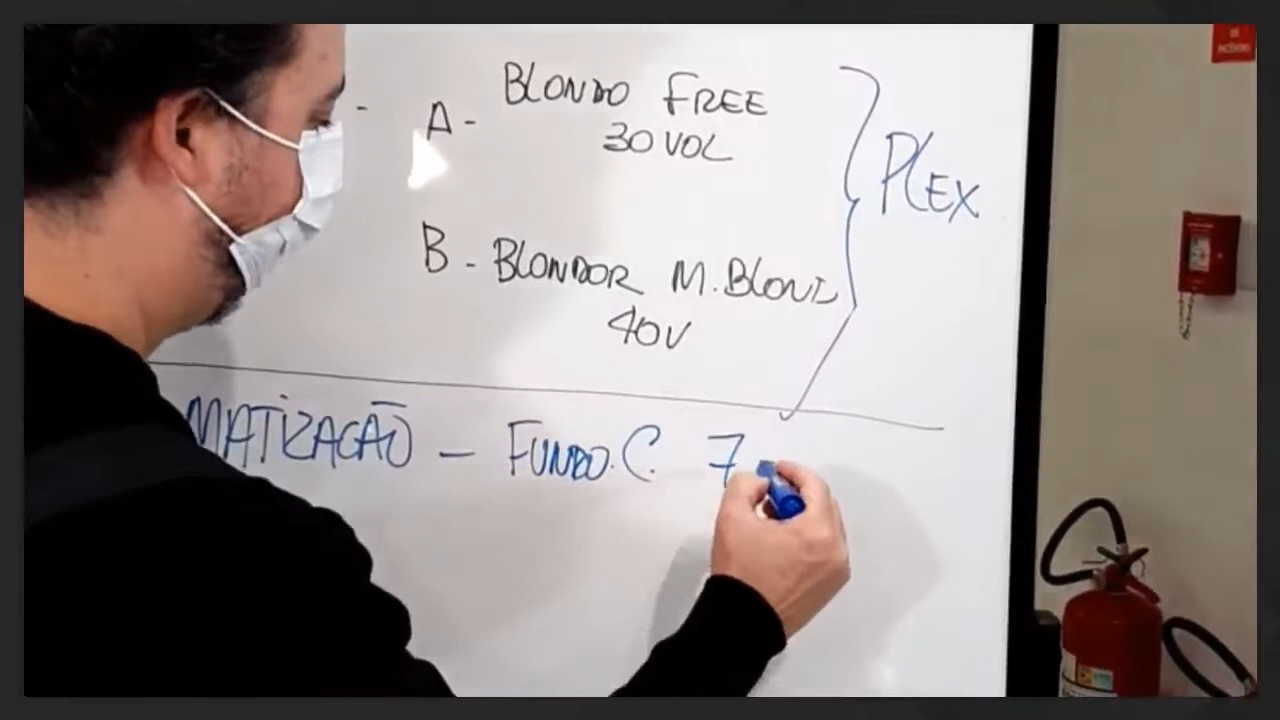 A - BLONDO FREE
30 VOL
PLEX
B - BLONDOR M. BLOND
40V
MATIZAÇÃO - FUNDO. C. 7